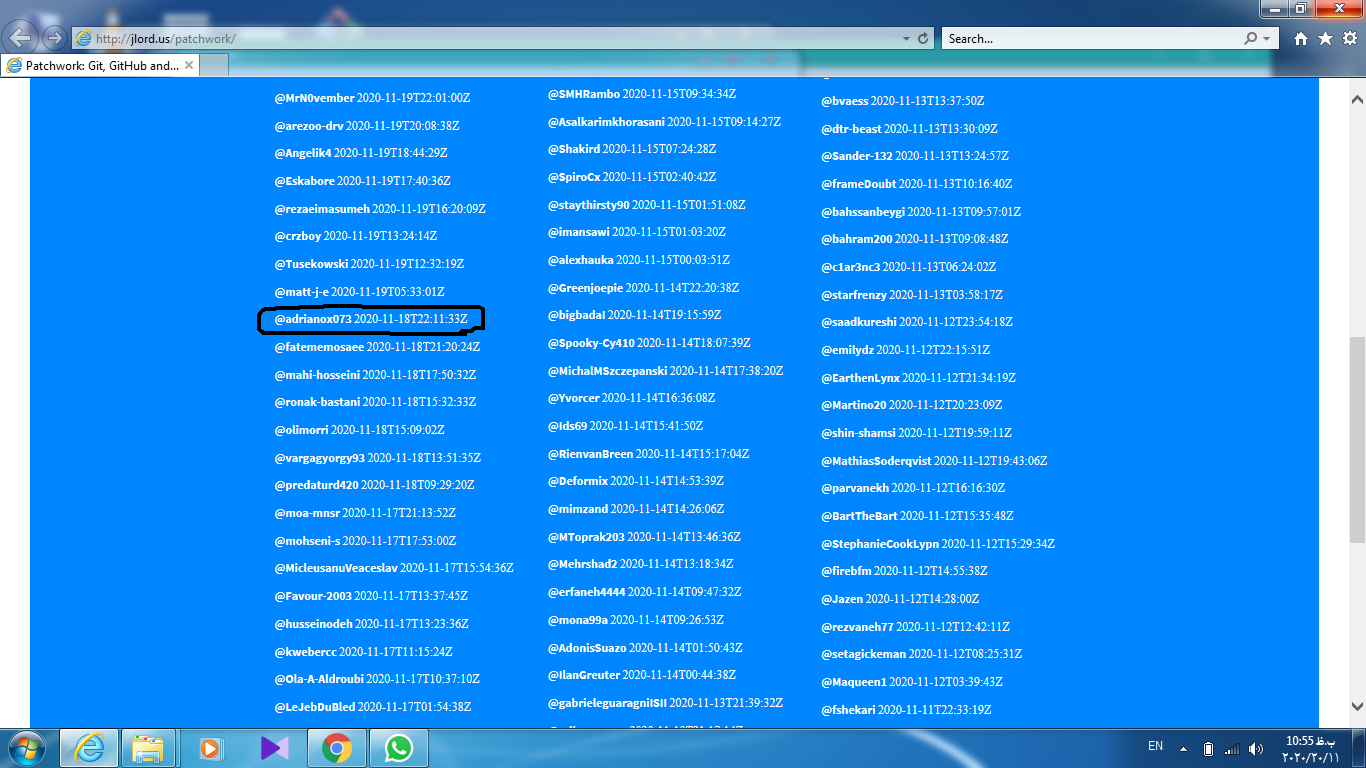 http://jlord.us/patchwork/
Search...
Patchwork: Git, GitHub and...
@MrN0vember 2020-11-19T22:01:00Z
@arezoo-drv 2020-11-19T20:08:38Z
@Angelik4 2020-11-19T18:44:29Z
@Eskabore 2020-11-19T17:40:36Z
@rezaeimasumeh 2020-11-19T16:20:09Z
@crzboy 2020-11-19T13:24:14Z
@Tusekowski 2020-11-19T12:32:19Z
@matt-j-e 2020-11-19T05:33:01Z
@adrianox073 2020-11-18T22:11:33Z
@fatememosaee 2020-11-18T21:20:24Z
@mahi-hosseini 2020-11-18T17:50:32Z
@ronak-bastani 2020-11-18T15:32:33Z
@olimorri 2020-11-18T15:09:02Z
@vargagyorgy93 2020-11-18T13:51:35Z
@predaturd420 2020-11-18T09:29:20Z
@moa-mnsr 2020-11-17T21:13:52Z
@mohseni-s 2020-11-17T17:53:00Z
@MicleusanuVeaceslav 2020-11-17T15:54:36Z
@Favour-2003 2020-11-17T13:37:45Z
@husseinodeh 2020-11-17T13:23:36Z
@kwebercc 2020-11-17T11:15:24Z
@Ola-A-Aldroubi 2020-11-17T10:37:10Z
@LeJebDuBled 2020-11-17T01:54:38Z
@SMHRambo 2020-11-15T09:34:34Z
@Asalkarimkhorasani 2020-11-15T09:14:27Z
@Shakird 2020-11-15T07:24:28Z
@SpiroCx 2020-11-15T02:40:42Z
@staythirsty90 2020-11-15T01:51:08Z
@imansawi 2020-11-15T01:03:20Z
@alexhauka 2020-11-15T00:03:51Z
@Greenjoepie 2020-11-14T22:20:38Z
@bigbadaI 2020-11-14T19:15:59Z
@Spooky-Cy410 2020-11-14T18:07:39Z
@MichalMSzczepanski 2020-11-14T17:38:20Z
@Yvorcer 2020-11-14T16:36:08Z
@Ids69 2020-11-14T15:41:50Z
@RienvanBreen 2020-11-14T15:17:04Z
@Deformix 2020-11-14T14:53:39Z
@mimzand 2020-11-14T14:26:06Z
@MToprak203 2020-11-14T13:46:36Z
@Mehrshad2 2020-11-14T13:18:34Z
@erfaneh4444 2020-11-14T09:47:32Z
@mona99a 2020-11-14T09:26:53Z
@AdonisSuazo 2020-11-14T01:50:43Z
@IlanGreuter 2020-11-14T00:44:38Z
@gabrieleguaragniISII 2020-11-13T21:39:32Z
@bvaess 2020-11-13T13:37:50Z
@dtr-beast 2020-11-13T13:30:09Z
@Sander-132 2020-11-13T13:24:57Z
@frameDoubt 2020-11-13T10:16:40Z
@bahssanbeygi 2020-11-13T09:57:01Z
@bahram200 2020-11-13T09:08:48Z
@c1ar3nc3 2020-11-13T06:24:02Z
@starfrenzy 2020-11-13T03:58:17Z
@saadkureshi 2020-11-12T23:54:18Z
@emilydz 2020-11-12T22:15:51Z
@EarthenLynx 2020-11-12T21:34:19Z
@Martino20 2020-11-12T20:23:09Z
@shin-shamsi 2020-11-12T19:59:11Z
@MathiasSoderqvist 2020-11-12T19:43:06Z
@parvanekh 2020-11-12T16:16:30Z
@BartTheBart 2020-11-12T15:35:48Z
@StephanieCookLypn 2020-11-12T15:29:34Z
@firebfm 2020-11-12T14:55:38Z
@Jazen 2020-11-12T14:28:00Z
@rezvaneh77 2020-11-12T12:42:11Z
@setagickeman 2020-11-12T08:25:31Z
@Maqueen1 2020-11-12T03:39:43Z
@fshekari 2020-11-11T22:33:19Z
EN
10:55 ب.ظ
۲۰۲۰/۲۰/۱۱